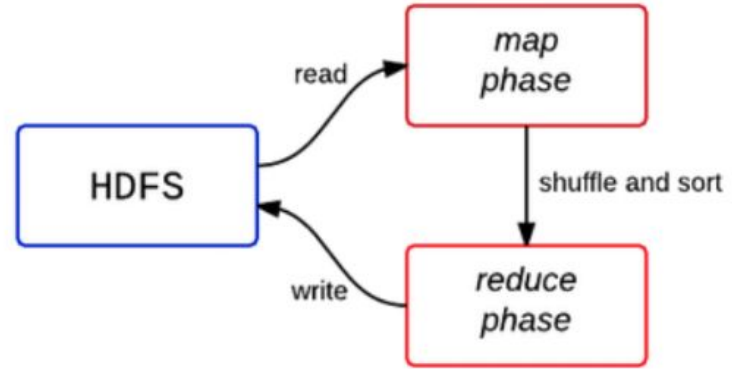 map
phase
read
HDFS
shuffle and sort
write
reduce
phase